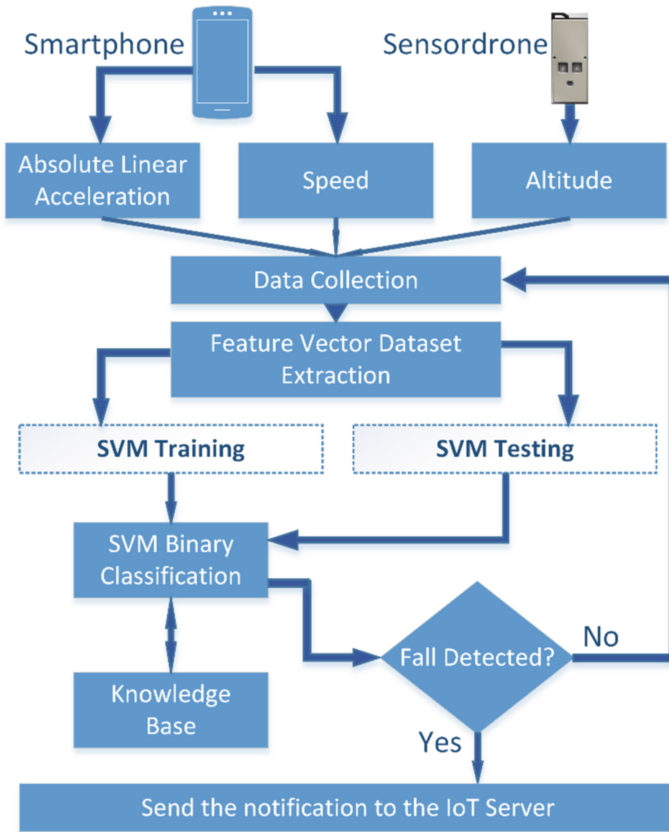 Smartphone
Sensordrone
Absolute Linear
Acceleration
Speed
Altitude
Data Collection
Feature Vector Dataset
Extraction
SVM Training
SVM Testing
SVM Binary
Classification
Fall Detected?
No
Knowledge
Base
Yes
Send the notification to the IoT Server